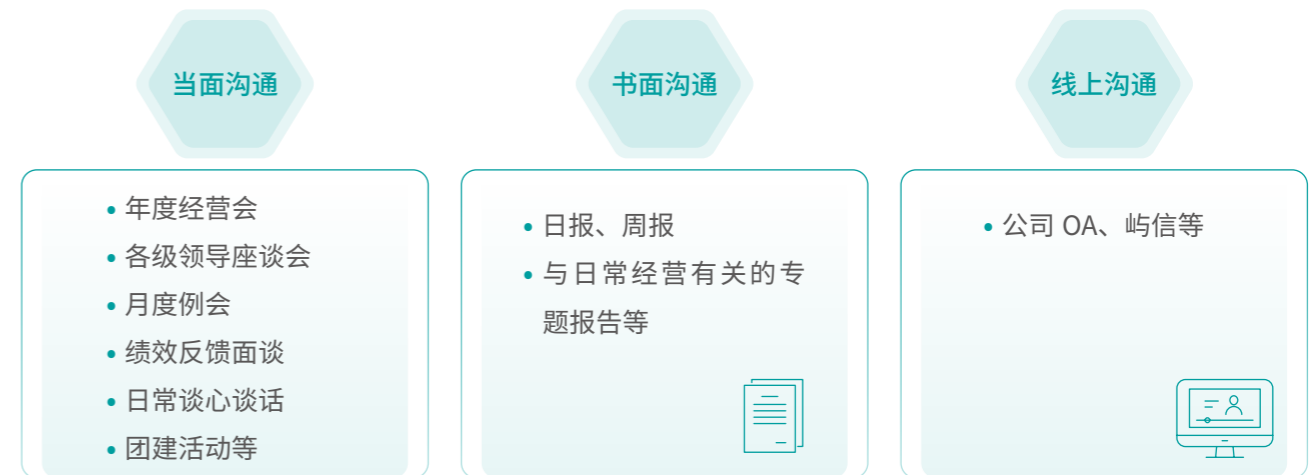 当面沟通
• 年度经营会
• 各级领导座谈会
• 月度例会
• 绩效反馈面谈
• 日常谈心谈话
• 团建活动等
书面沟通
• 日报、周报
• 与日常经营有关的专
题报告等
线上沟通
• 公司 OA、屿信等